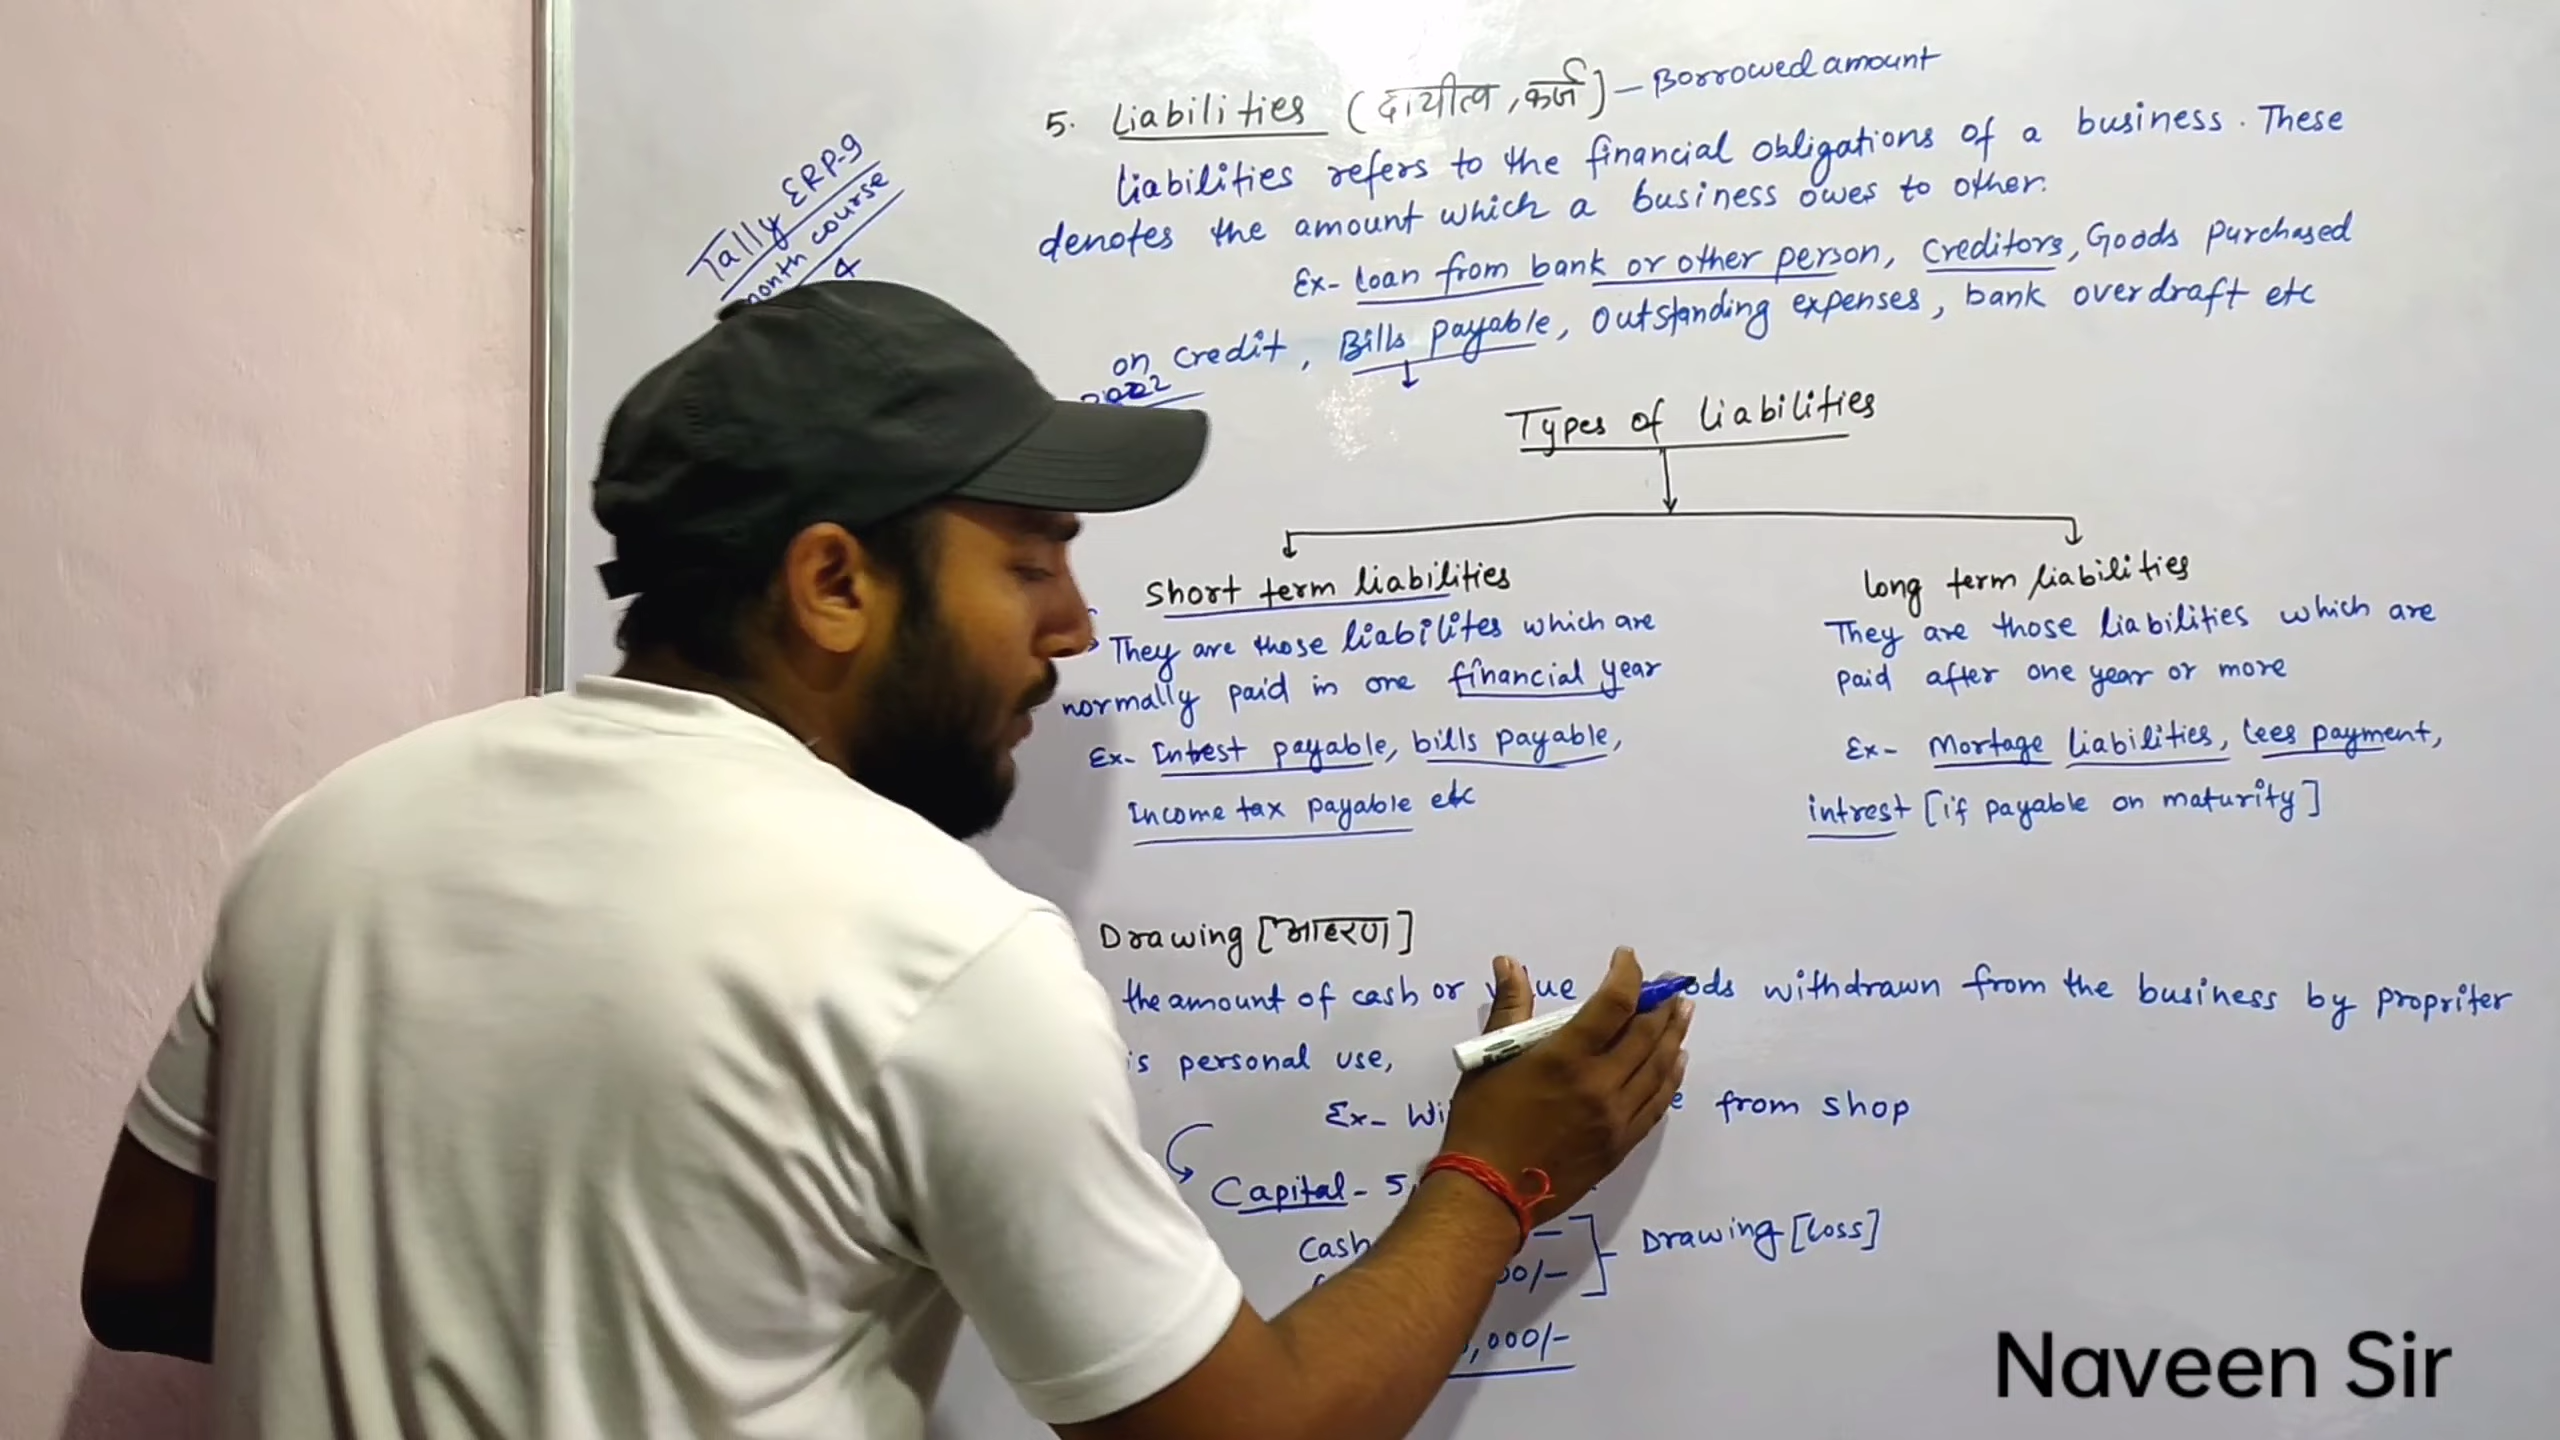 5. Liabilities (दायीत्व, कर्ज) - Borrowed amount
Liabilities refers to the financial obligations of a business. These
denotes the amount which a business owes to other.
Ex- Loan from bank or other person, Creditors, Goods Purchased
on Credit, Bills payable, Outstanding expenses, bank overdraft etc
Tally ERP-9
month course
4
2022
Types of Liabilities
Short term liabilities
They are those liabilites which are
normally paid in one financial year
Ex- Intrest payable, bills payable,
Income tax payable etc
Long term liabilities
They are those liabilities which are
paid after one year or more
Ex- Mortage liabilities, Lees payment,
intrest [if payable on maturity]
Drawing [आहरण]
the amount of cash or withdrawn from the business by propriter
personal use,
Ex- from shop
Capital - 5,
Cash
00/-
Drawing [Loss]
,000/-
Naveen Sir